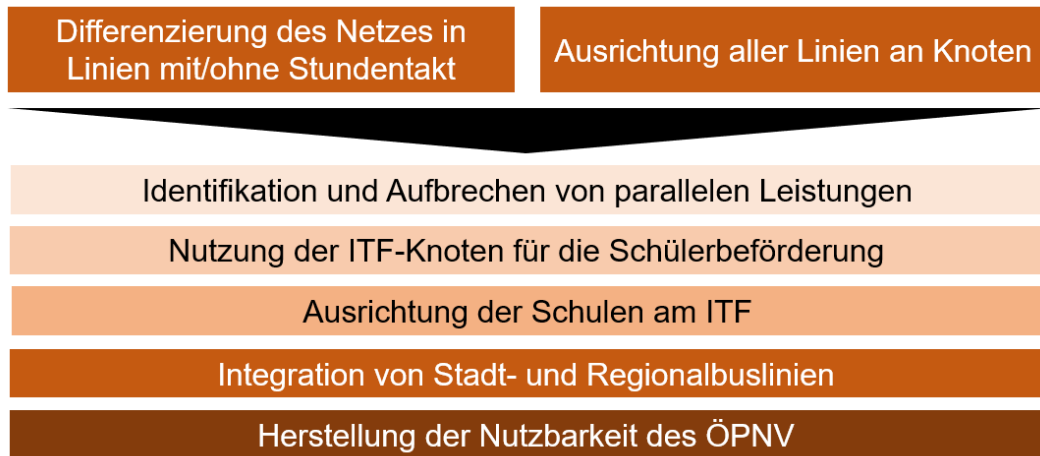 Differenzierung des Netzes in
Linien mit/ohne Stundentakt
Ausrichtung aller Linien an Knoten
Identifikation und Aufbrechen von parallelen Leistungen
Nutzung der ITF-Knoten für die Schülerbeförderung
Ausrichtung der Schulen am ITF
Integration von Stadt- und Regionalbuslinien
Herstellung der Nutzbarkeit des ÖPNV